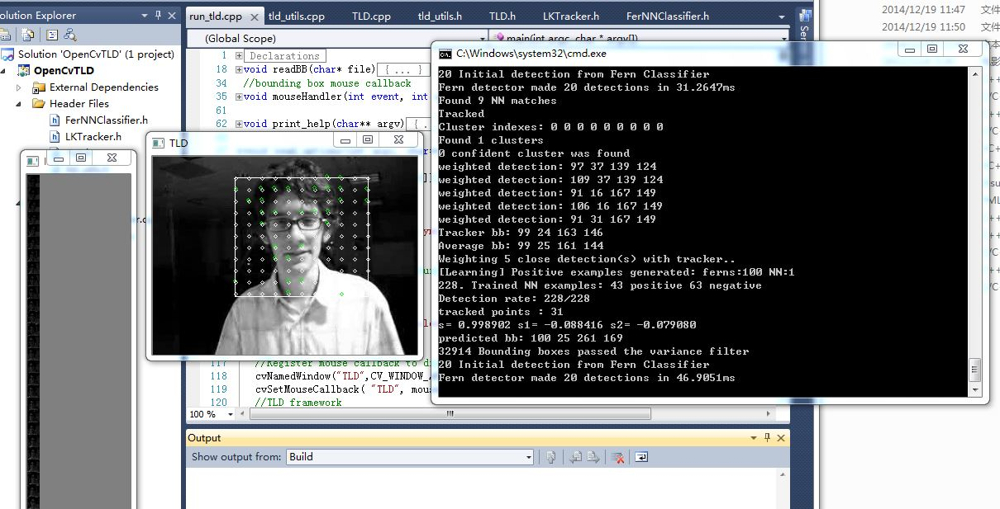 olution Explorer
Solution 'OpenCvTLD' (1 project)
OpenCvTLD
External Dependencies
Header Files
FerNNClassifier.h
LKTracker.h
run_tld.cpp
tld_utils.cpp
TLD.cpp
tld_utils.h
TLD.h
LKTracker.h
FerNNClassifier.h
(Global Scope)
main(int argc, char * argv[])
1 Declarations
18 void readBB(char* file){ ... }
34 //bounding box mouse callback
35 void mouseHandler(int event, int
61
62 void print_help(char** argv){ .
TLD
117 //Register mouse callback to d
118 cvNamedWindow("TLD",CV_WINDOW_
119 cvSetMouseCallback( "TLD", mous
120 //TLD framework
100 %
Output
Show output from: Build
C:\Windows\system32\cmd.exe
20 Initial detection from Fern Classifier
Fern detector made 20 detections in 31.2647ms
Found 9 NN matches
Tracked
Cluster indexes: 0 0 0 0 0 0 0 0 0
Found 1 clusters
0 confident cluster was found
weighted detection: 97 37 139 124
weighted detection: 109 37 139 124
weighted detection: 91 16 167 149
weighted detection: 106 16 167 149
weighted detection: 91 31 167 149
Tracker bb: 99 24 163 146
Average bb: 99 25 161 144
Weighting 5 close detection(s) with tracker..
[Learning] Positive examples generated: ferns:100 NN:1
228. Trained NN examples: 43 positive 63 negative
Detection rate: 228/228
tracked points : 31
s= 0.998902 s1= -0.088416 s2= -0.079080
predicted bb: 100 25 261 169
32914 Bounding boxes passed the variance filter
20 Initial detection from Fern Classifier
Fern detector made 20 detections in 46.9051ms
2014/12/19 11:47 文件
2014/12/19 11:50 文件